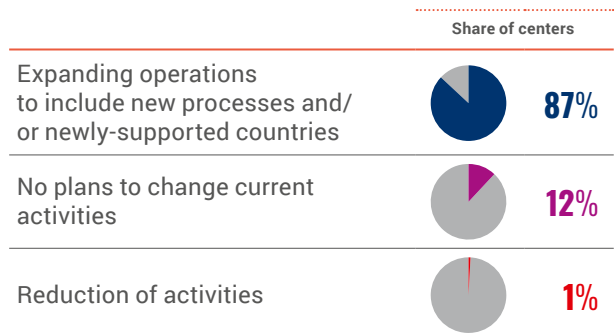 Share of centers
Expanding operations
to include new processes and/
or newly-supported countries
87%
No plans to change current
activities
12%
Reduction of activities
1%